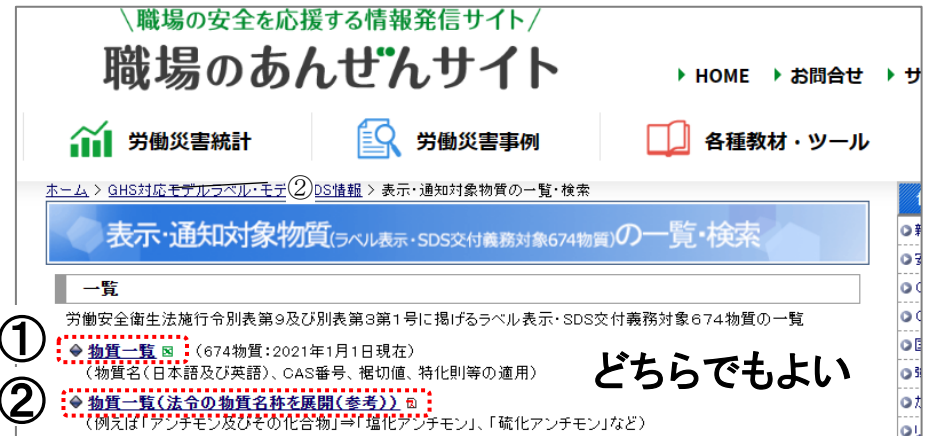 \職場の安全を応援する情報発信サイト/
職場のあんぜんサイト
HOME お問合せ サ
労働災害統計 労働災害事例 各種教材・ツール
ホーム > GHS対応モデルラベル・モデ②DS情報 > 表示・通知対象物質の一覧・検索
表示・通知対象物質(ラベル表示・SDS交付義務対象674物質)の一覧・検索
一覧
労働安全衛生法施行令別表第9及び別表第3第1号に掲げるラベル表示・SDS交付義務対象674物質の一覧
① 物質一覧 (674物質:2021年1月1日現在)
(物質名(日本語及び英語)、CAS番号、裾切値、特化則等の適用)
どちらでもよい
② 物質一覧(法令の物質名称を展開(参考))
(例えば「アンチモン及びその化合物」⇒「塩化アンチモン」、「硫化アンチモン」など)